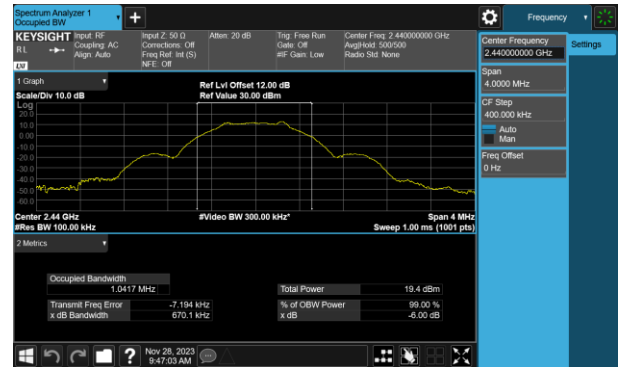 Spectrum Analyzer 1
Occupied BW
+
Frequency
KEYSIGHT
RL
LXI
Input: RF
Coupling: AC
Align: Auto
Input Z: 50 Ω
Corrections: Off
Freq Ref: Int (S)
NFE: Off
Atten: 20 dB
Trig: Free Run
Gate: Off
#IF Gain: Low
Center Freq: 2.440000000 GHz
Avg|Hold: 500/500
Radio Std: None
Center Frequency
2.440000000 GHz
Settings
Span
4.0000 MHz
CF Step
400.000 kHz
Auto
Man
Freq Offset
0 Hz
1 Graph
Scale/Div 10.0 dB
Ref Lvl Offset 12.00 dB
Ref Value 30.00 dBm
Log
20.0
10.0
0.00
-10.0
-20.0
-30.0
-40.0
-50.0
-60.0
Center 2.44 GHz
#Res BW 100.00 kHz
#Video BW 300.00 kHz*
Span 4 MHz
Sweep 1.00 ms (1001 pts)
2 Metrics
Occupied Bandwidth
1.0417 MHz
Total Power 19.4 dBm
Transmit Freq Error -7.194 kHz
% of OBW Power 99.00 %
x dB Bandwidth 670.1 kHz
x dB -6.00 dB
?
Nov 28, 2023
9:47:03 AM